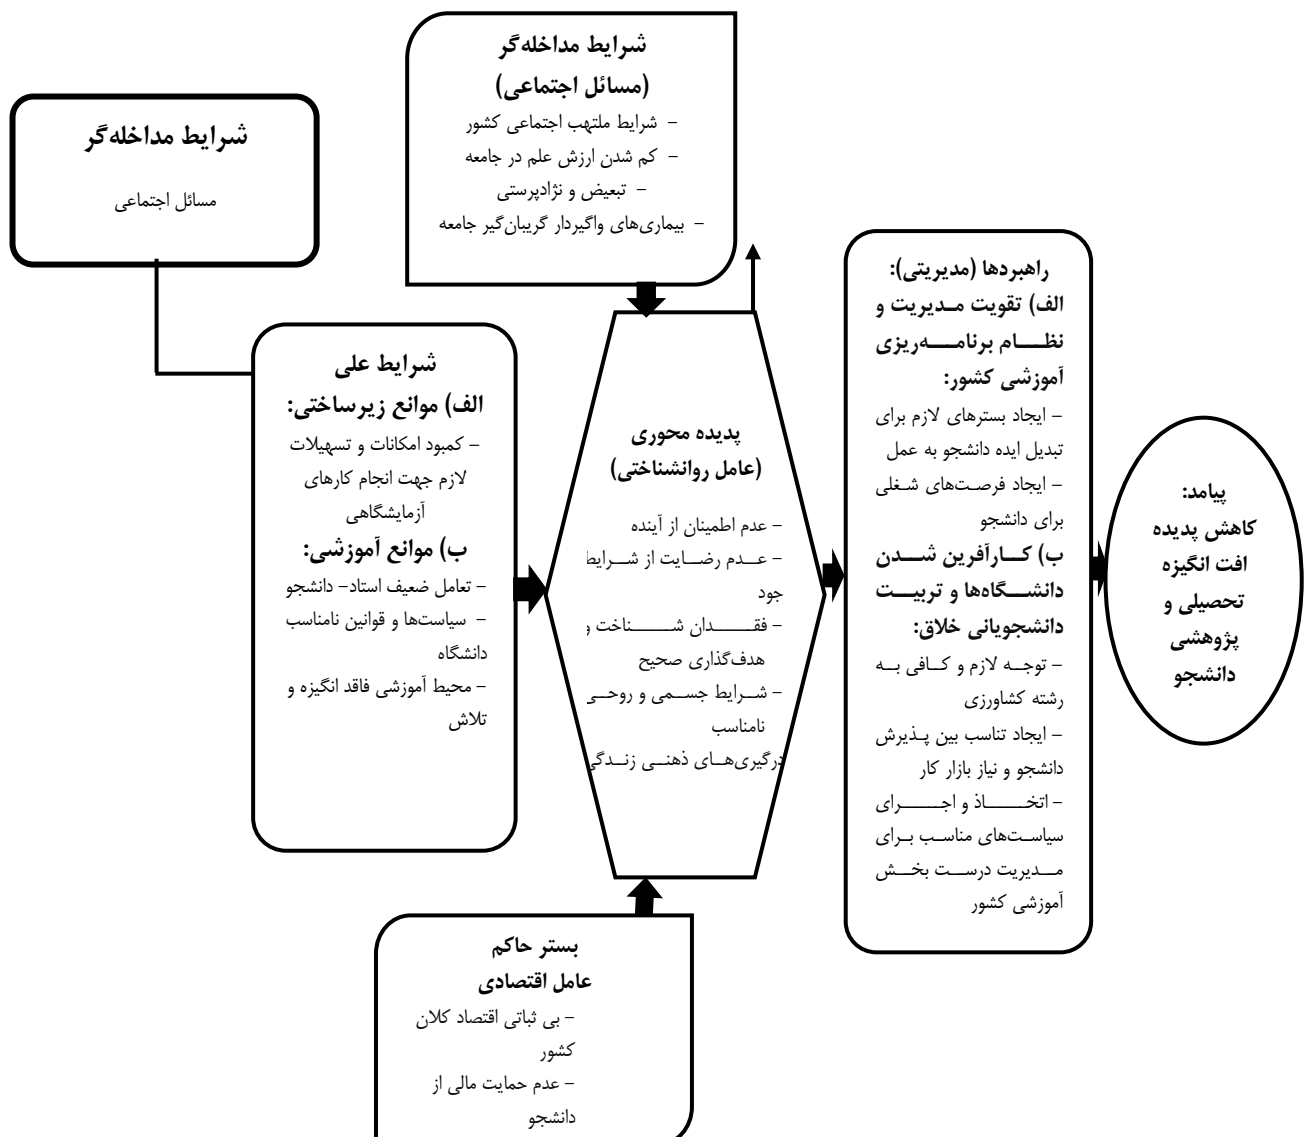 شرایط مداخله‌گر
(مسائل اجتماعی)
- شرایط ملتهب اجتماعی کشور
- کم شدن ارزش علم در جامعه
- تبعیض و نژادپرستی
- بیماری‌های واگیردار گریبان‌گیر جامعه
شرایط مداخله‌گر
مسائل اجتماعی
شرایط علی
الف) موانع زیرساختی:
- کمبود امکانات و تسهیلات
لازم جهت انجام کارهای
آزمایشگاهی
ب) موانع آموزشی:
- تعامل ضعیف استاد- دانشجو
- سیاست‌ها و قوانین نامناسب
دانشگاه
- محیط آموزشی فاقد انگیزه و
تلاش
پدیده محوری
(عامل روانشناختی)
- عدم اطمینان از آینده
- عدم رضایت از شرایط
جود
- فقدان شناخت و
هدف‌گذاری صحیح
- شرایط جسمی و روحی
نامناسب
درگیری‌های ذهنی زندگی
بستر حاکم
عامل اقتصادی
- بی ثباتی اقتصاد کلان
کشور
- عدم حمایت مالی از
دانشجو
راهبردها (مدیریتی):
الف) تقویت مدیریت و
نظام برنامه‌ریزی
آموزشی کشور:
- ایجاد بسترهای لازم برای
تبدیل ایده دانشجو به عمل
- ایجاد فرصت‌های شغلی
برای دانشجو
ب) کارآفرین شدن
دانشگاه‌ها و تربیت
دانشجویانی خلاق:
- توجه لازم و کافی به
رشته کشاورزی
- ایجاد تناسب بین پذیرش
دانشجو و نیاز بازار کار
- اتخاذ و اجرای
سیاست‌های مناسب برای
مدیریت درست بخش
آموزشی کشور
پیامد:
کاهش پدیده
افت انگیزه
تحصیلی و
پژوهشی
دانشجو